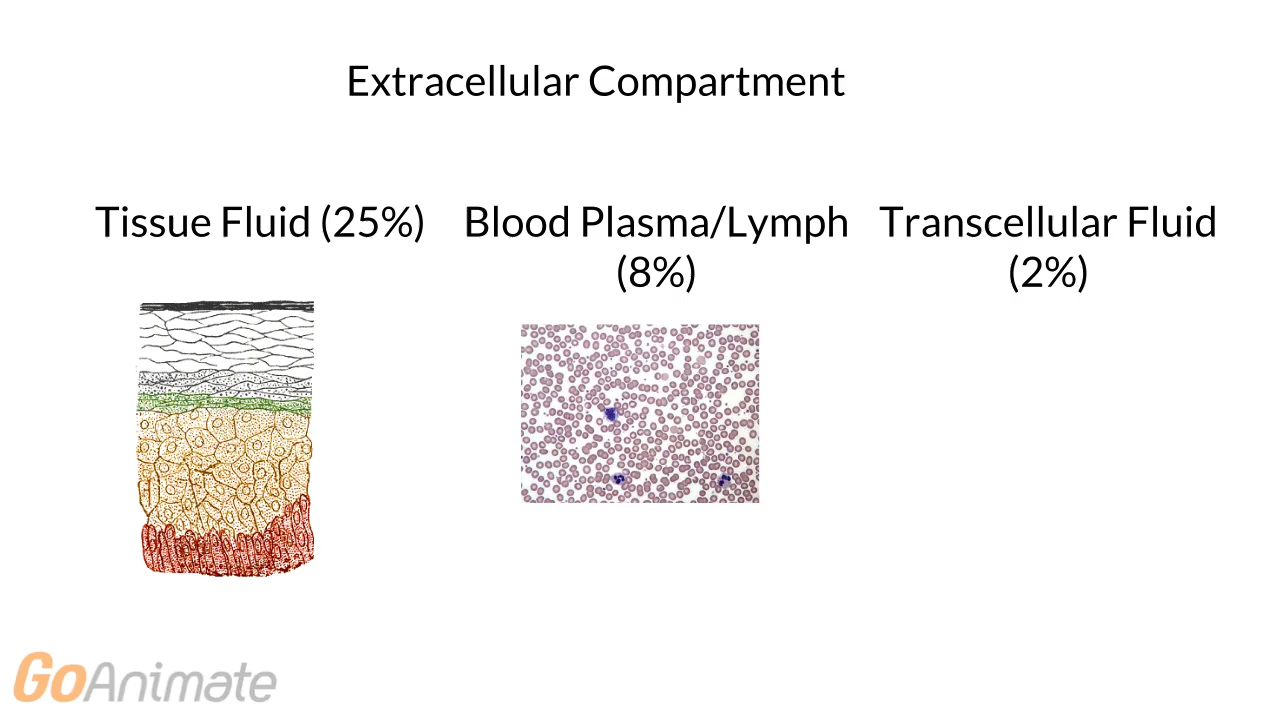 Extracellular Compartment
Tissue Fluid (25%)
Blood Plasma/Lymph
(8%)
Transcellular Fluid
(2%)
GoAnimate